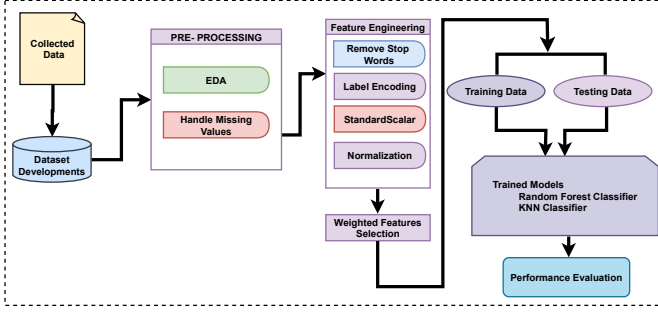 Collected
Data
Dataset
Developments
PRE- PROCESSING
EDA
Handle Missing
Values
Feature Engineering
Remove Stop
Words
Label Encoding
StandardScalar
Normalization
Weighted Features
Selection
Training Data
Testing Data
Trained Models
Random Forest Classifier
KNN Classifier
Performance Evaluation